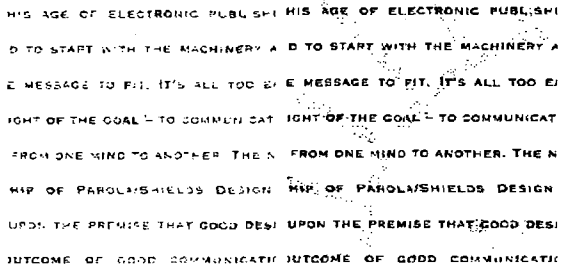 HIS AGE OF ELECTRONIC PUBLISHI HIS AGE OF ELECTRONIC PUBLISHI
D TO START WITH THE MACHINERY A D TO START WITH THE MACHINERY A
E MESSAGE TO FIT. IT'S ALL TOO EA E MESSAGE TO FIT. IT'S ALL TOO EA
IGHT OF THE GOAL – TO COMMUNICAT IGHT OF THE GOAL – TO COMMUNICAT
FROM ONE MIND TO ANOTHER. THE N FROM ONE MIND TO ANOTHER. THE N
HIP OF PAROLA/SHIELDS DESIGN HIP OF PAROLA/SHIELDS DESIGN
UPON THE PREMISE THAT GOOD DESI UPON THE PREMISE THAT GOOD DESI
OUTCOME OF GOOD COMMUNICATIO OUTCOME OF GOOD COMMUNICATIO